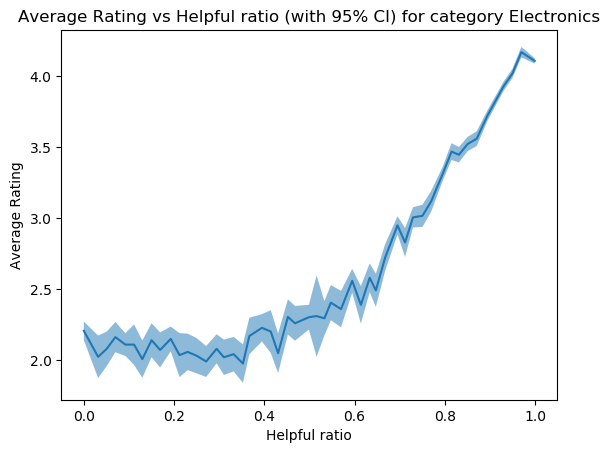 Average Rating vs Helpful ratio (with 95% CI) for category Electronics
4.0
3.5
3.0
2.5
2.0
Average Rating
0.0 0.2 0.4 0.6 0.8 1.0
Helpful ratio